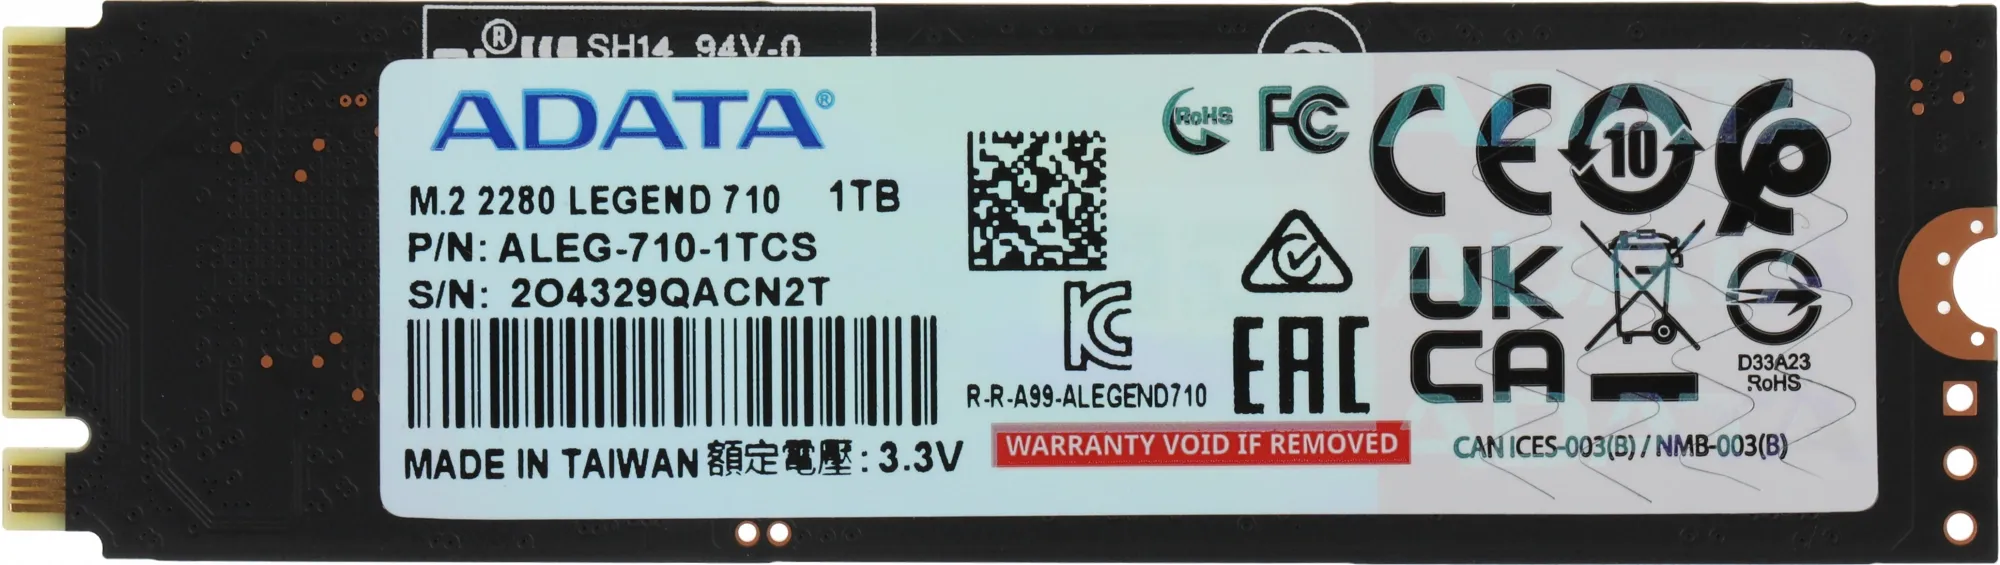 SH14 94V-0
ADATA®
M.2 2280 LEGEND 710 1TB
P/N: ALEG-710-1TCS
S/N: 2O4329QACN2T
MADE IN TAIWAN 額定電壓: 3.3V
R-R-A99-ALEGEND710
WARRANTY VOID IF REMOVED
RoHS
FC
CE
10
UK
CA
EAC
D33A23
RoHS
CAN ICES-003(B) / NMB-003(B)